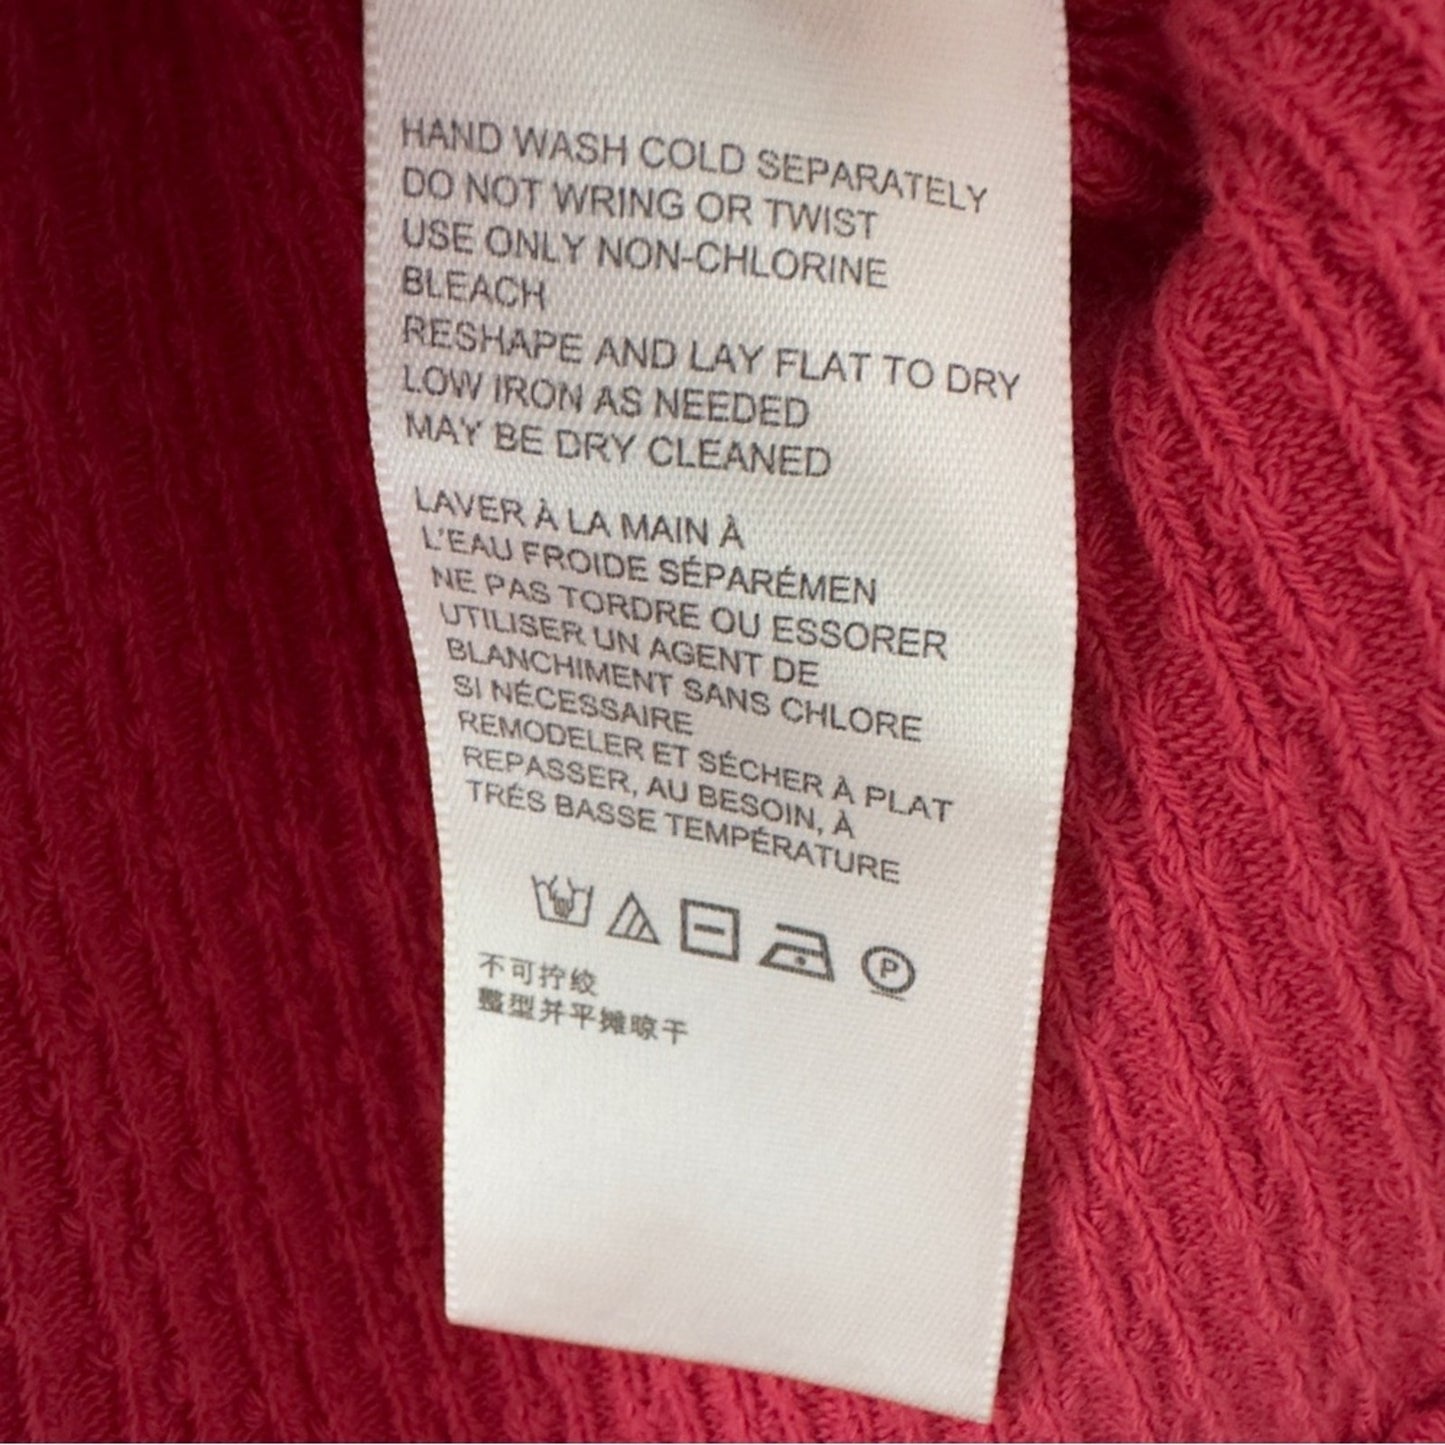 HAND WASH COLD SEPARATELY
DO NOT WRING OR TWIST
USE ONLY NON-CHLORINE
BLEACH
RESHAPE AND LAY FLAT TO DRY
LOW IRON AS NEEDED
MAY BE DRY CLEANED
LAVER À LA MAIN À
L'EAU FROIDE SÉPARÉMEN
NE PAS TORDRE OU ESSORER
UTILISER UN AGENT DE
BLANCHIMENT SANS CHLORE
SI NÉCESSAIRE
REMODELER ET SÉCHER À PLAT
REPASSER, AU BESOIN, À
TRÉS BASSE TEMPÉRATURE
P
不可拧绞
整型并平摊晾干